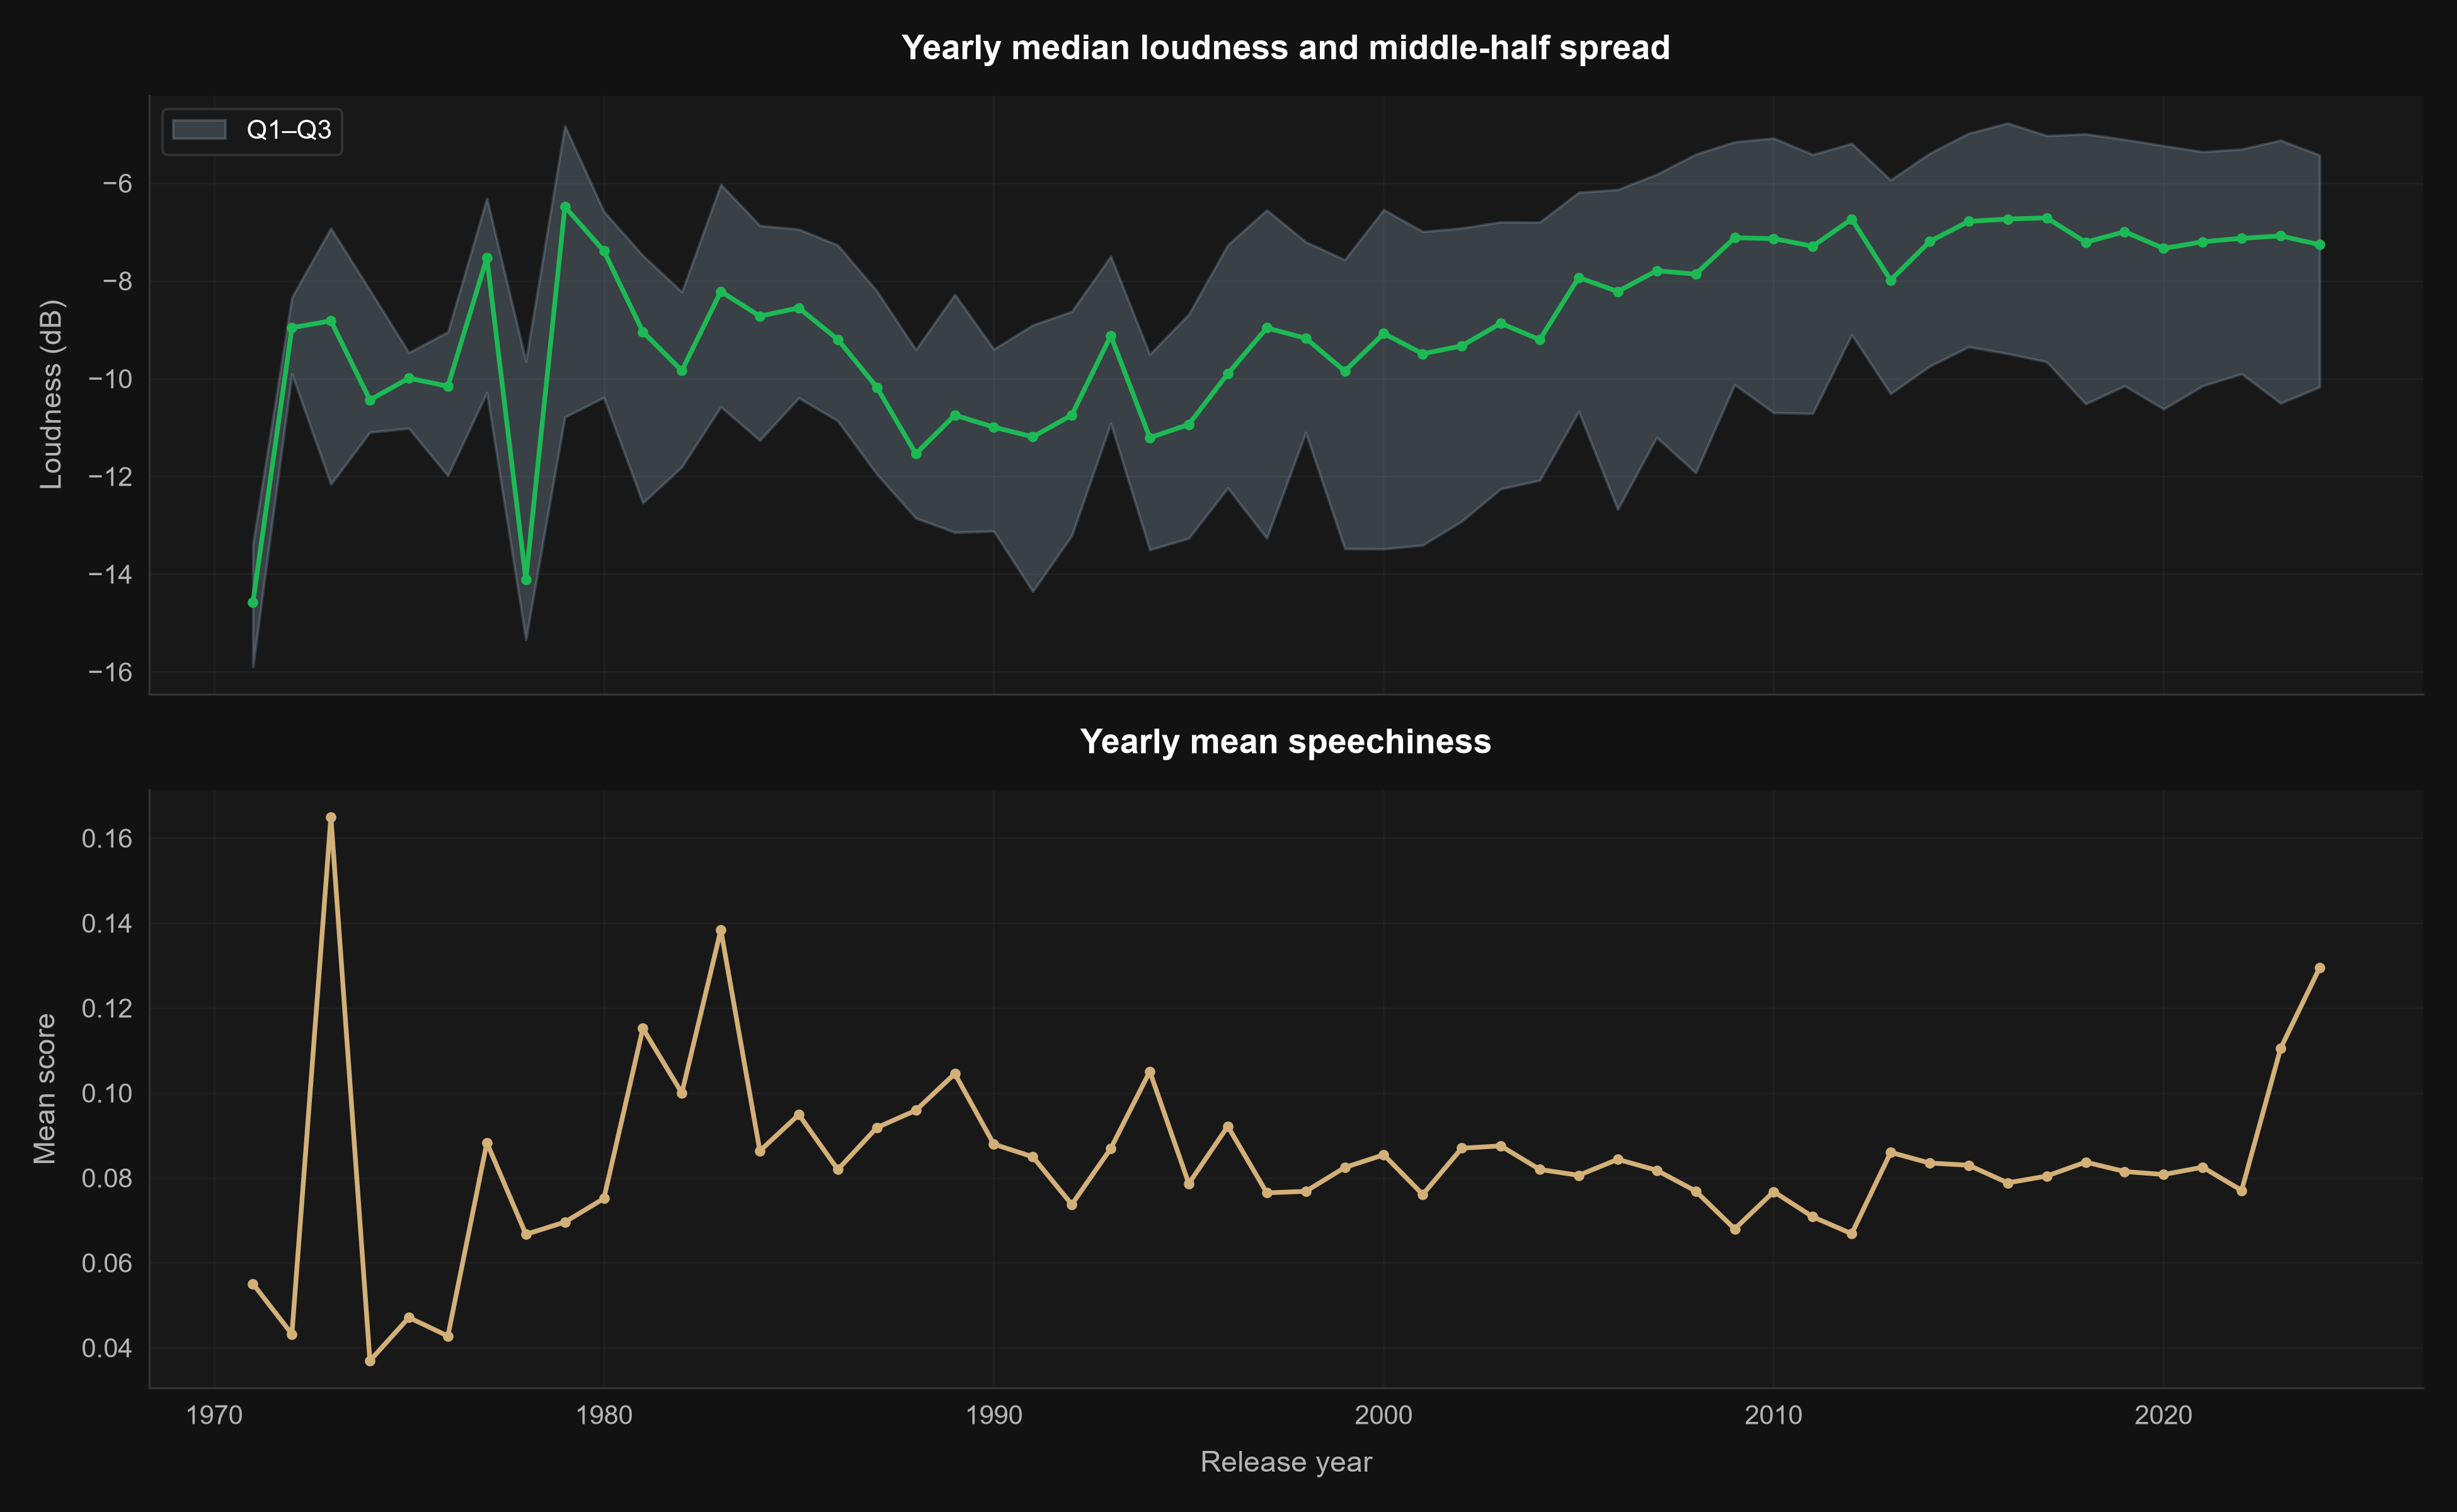 Yearly median loudness and middle-half spread
Q1–Q3
Loudness (dB)
−6
−8
−10
−12
−14
−16
Yearly mean speechiness
Mean score
0.16
0.14
0.12
0.10
0.08
0.06
0.04
1970 1980 1990 2000 2010 2020
Release year